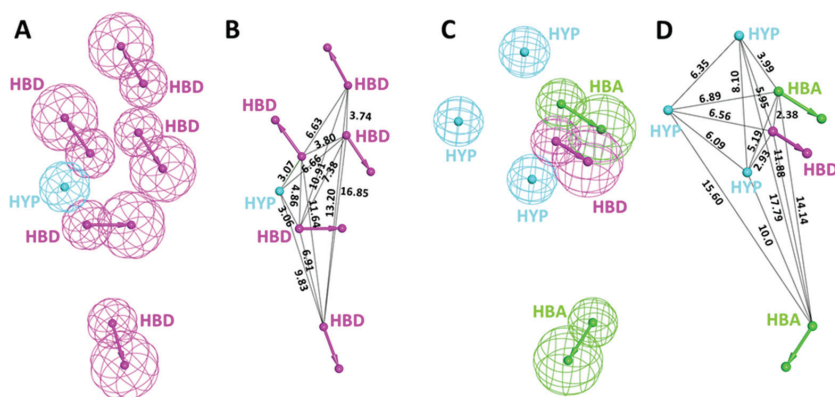 A
HBD
HBD
HBD
HYP
HBD
HBD
B
HBD
HBD
HBD
HYP
HBD
HBD
6.63
3.74
3.80
6.66
7.38
3.07
4.86
3.06
11.64
13.20
16.85
6.91
9.83
C
HYP
HBA
HYP
HYP
HBD
HBA
D
HYP
HBA
HYP
HBD
HYP
HBA
6.35
3.99
8.10
5.95
6.89
6.56
2.38
6.09
5.19
2.93
11.88
15.60
17.79
14.14
10.0